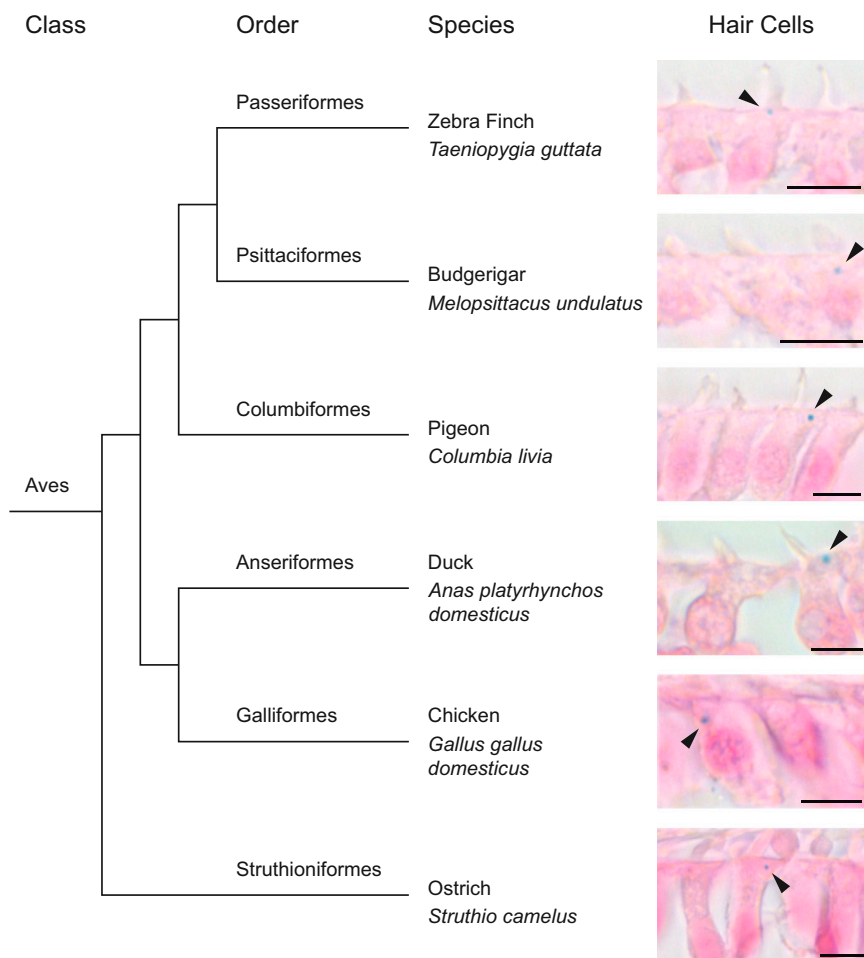 Class Order Species Hair Cells
Passeriformes
Zebra Finch
Taeniopygia guttata
Psittaciformes
Budgerigar
Melopsittacus undulatus
Columbiformes
Pigeon
Columbia livia
Aves
Anseriformes
Duck
Anas platyrhynchos
domesticus
Galliformes
Chicken
Gallus gallus
domesticus
Struthioniformes
Ostrich
Struthio camelus